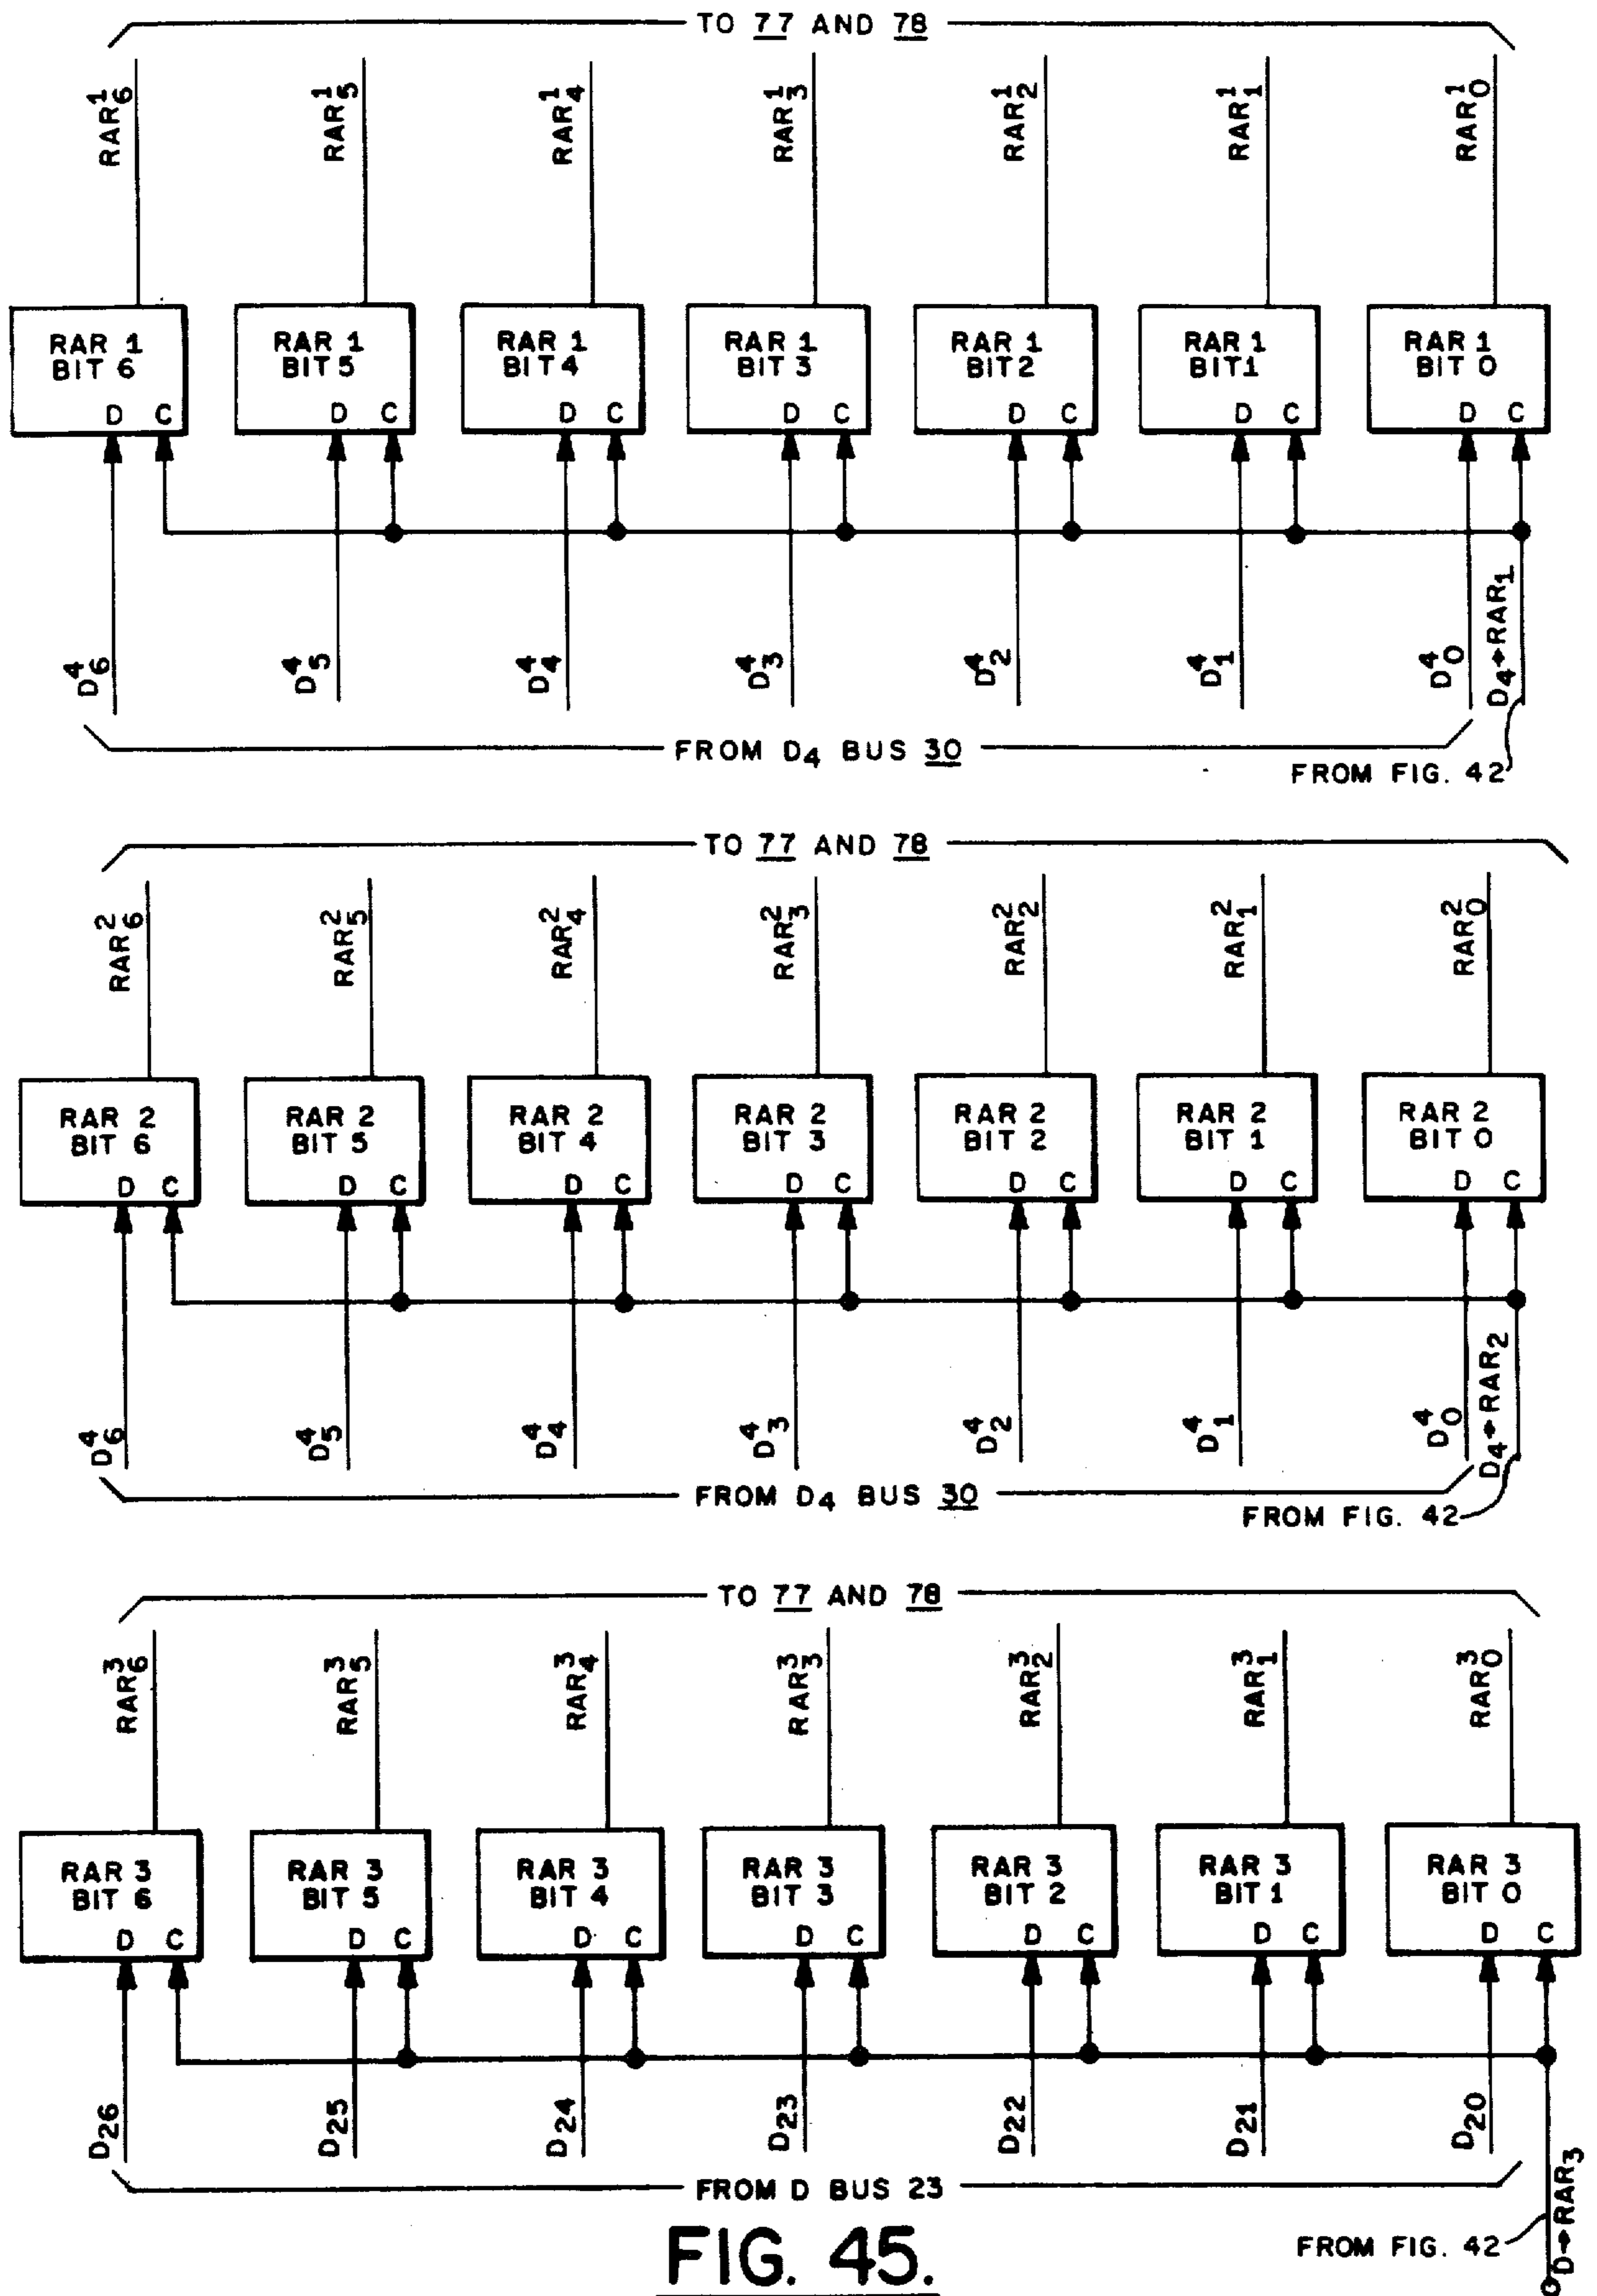 TO 77 AND 78
RAR¹₆ RAR¹₅ RAR¹₄ RAR¹₃ RAR¹₂ RAR¹₁ RAR¹₀
RAR 1 RAR 1 RAR 1 RAR 1 RAR 1 RAR 1 RAR 1
BIT 6 BIT 5 BIT 4 BIT 3 BIT 2 BIT 1 BIT 0
D C D C D C D C D C D C D C
D⁴₆ D⁴₅ D⁴₄ D⁴₃ D⁴₂ D⁴₁ D⁴₀ D₄→RAR₁
FROM D₄ BUS 30
FROM FIG. 42
TO 77 AND 78
RAR²₆ RAR²₅ RAR²₄ RAR²₃ RAR²₂ RAR²₁ RAR²₀
RAR 2 RAR 2 RAR 2 RAR 2 RAR 2 RAR 2 RAR 2
BIT 6 BIT 5 BIT 4 BIT 3 BIT 2 BIT 1 BIT 0
D C D C D C D C D C D C D C
D⁴₆ D⁴₅ D⁴₄ D⁴₃ D⁴₂ D⁴₁ D⁴₀ D₄→RAR₂
FROM D₄ BUS 30
FROM FIG. 42
TO 77 AND 78
RAR³₆ RAR³₅ RAR³₄ RAR³₃ RAR³₂ RAR³₁ RAR³₀
RAR 3 RAR 3 RAR 3 RAR 3 RAR 3 RAR 3 RAR 3
BIT 6 BIT 5 BIT 4 BIT 3 BIT 2 BIT 1 BIT 0
D C D C D C D C D C D C D C
D₂₆ D₂₅ D₂₄ D₂₃ D₂₂ D₂₁ D₂₀
D→RAR₃
FROM D BUS 23
FROM FIG. 42
FIG. 45.